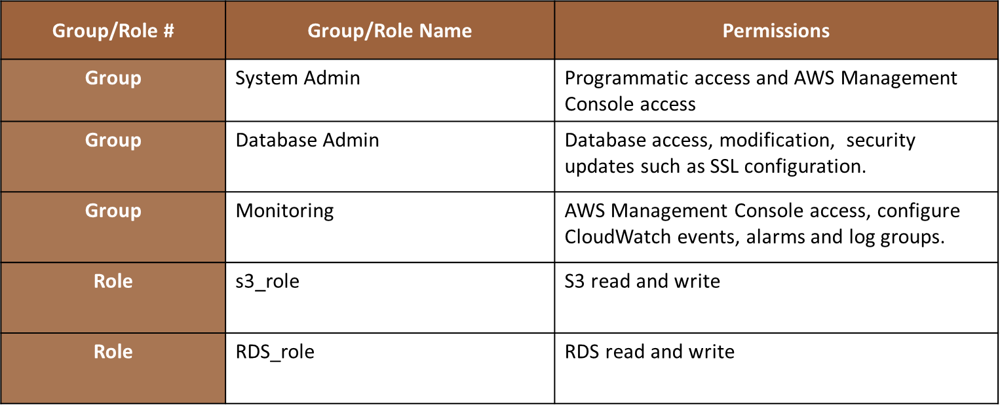 Group/Role # Group/Role Name Permissions
Group System Admin Programmatic access and AWS Management
Console access
Group Database Admin Database access, modification,  security
updates such as SSL configuration.
Group Monitoring AWS Management Console access, configure
CloudWatch events, alarms and log groups.
Role s3_role S3 read and write
Role RDS_role RDS read and write